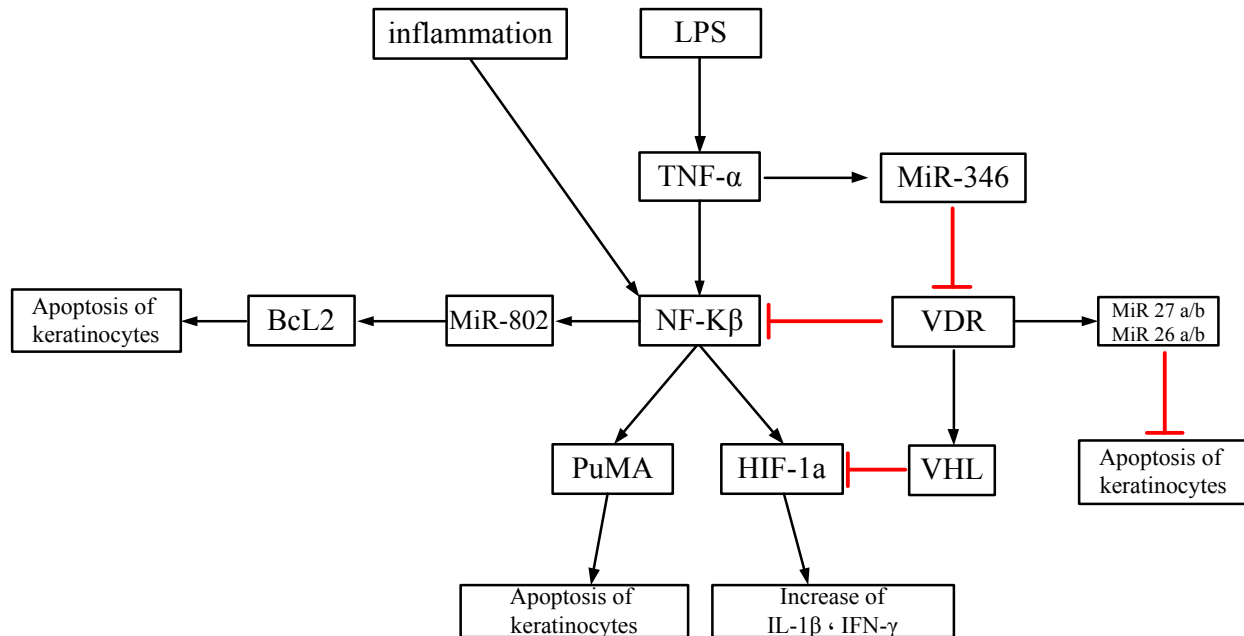 inflammation
LPS
TNF-α
MiR-346
Apoptosis of
keratinocytes
BcL2
MiR-802
NF-Kβ
VDR
MiR 27 a/b
MiR 26 a/b
PuMA
HIF-1a
VHL
Apoptosis of
keratinocytes
Apoptosis of
keratinocytes
Increase of
IL-1β ، IFN-γ